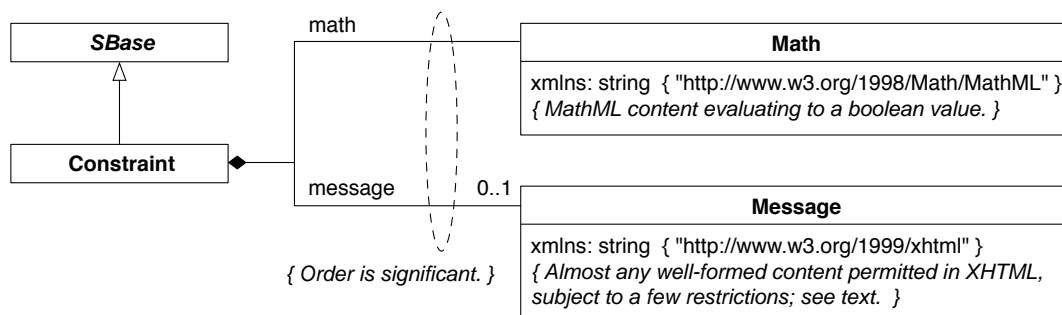 SBase
Constraint
math
message
0..1
{ Order is significant. }
Math
xmlns: string { "http://www.w3.org/1998/Math/MathML" }
{ MathML content evaluating to a boolean value. }
Message
xmlns: string { "http://www.w3.org/1999/xhtml" }
{ Almost any well-formed content permitted in XHTML,
subject to a few restrictions; see text. }